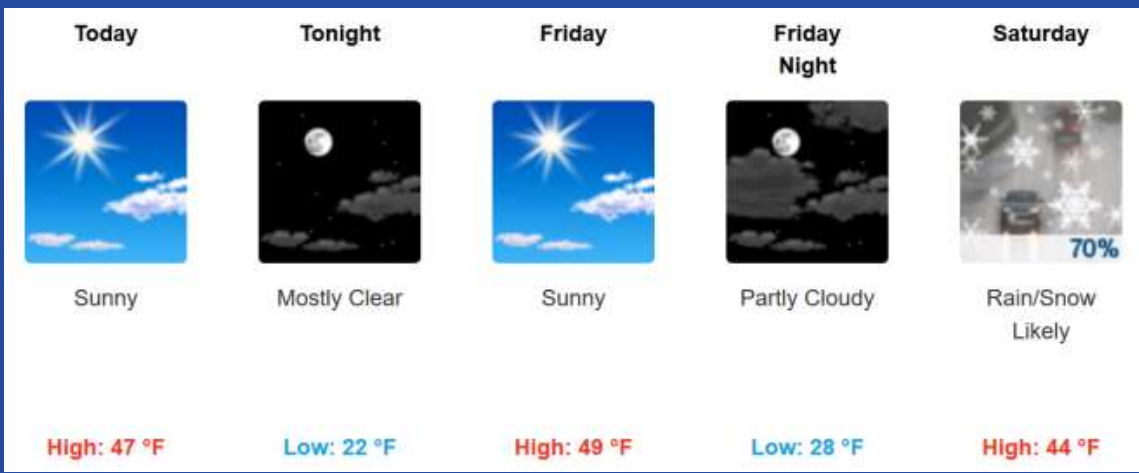 Today
Tonight
Friday
Friday
Night
Saturday
70%
Sunny
Mostly Clear
Sunny
Partly Cloudy
Rain/Snow
Likely
High: 47 °F
Low: 22 °F
High: 49 °F
Low: 28 °F
High: 44 °F